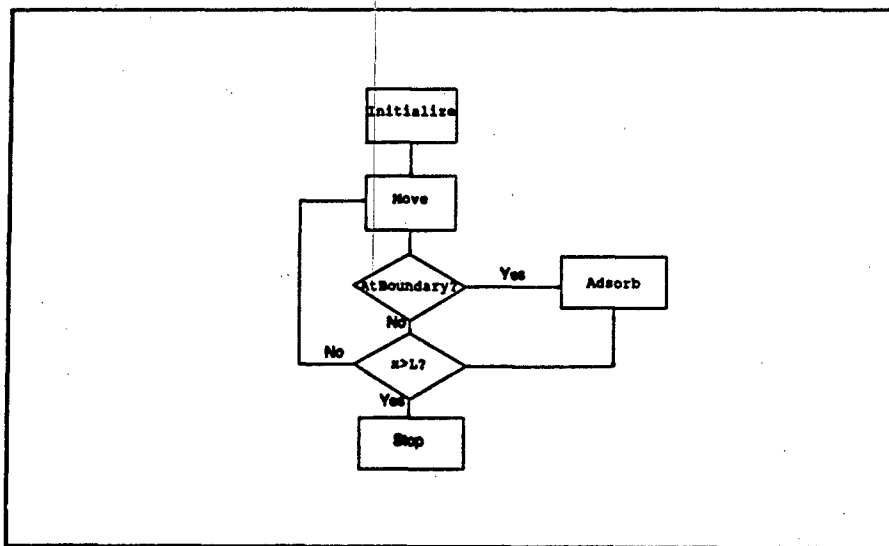 Initialize
Move
AtBoundary?
Yes
Adsorb
No
No
x>L?
Yes
Stop